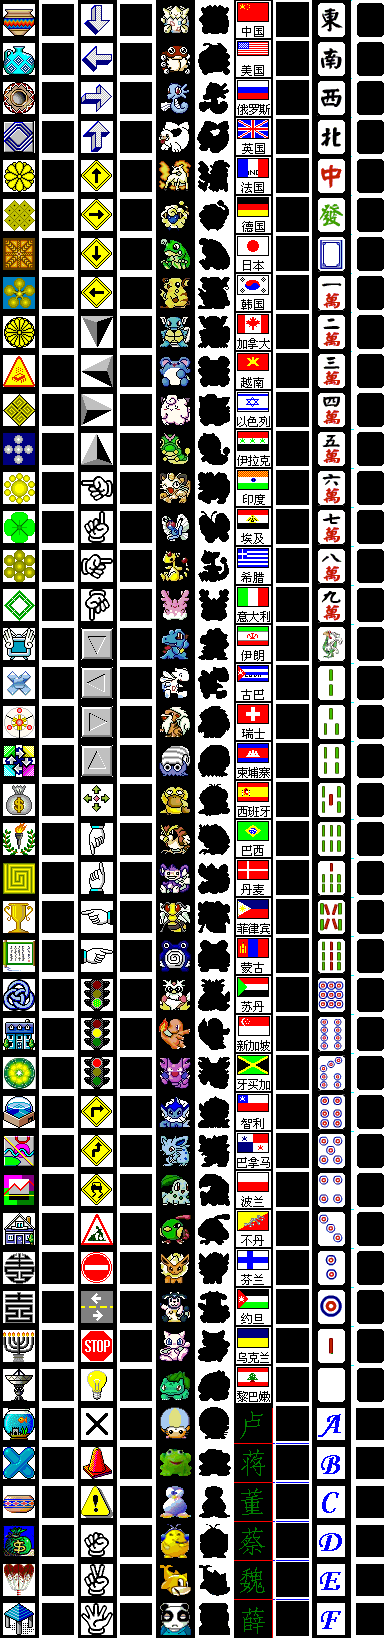 中国
東
美国
南
俄罗斯
西
英国
北
法国
中
德国
發
日本
韩国
一萬
加拿大
二萬
越南
三萬
以色列
四萬
伊拉克
五萬
印度
六萬
埃及
七萬
希腊
八萬
意大利
九萬
伊朗
古巴
瑞士
柬埔寨
西班牙
巴西
丹麦
菲律宾
蒙古
苏丹
新加坡
牙买加
智利
巴拿马
波兰
不丹
芬兰
约旦
STOP
乌克兰
黎巴嫩
卢
A
蒋
B
董
C
蔡
D
魏
E
薛
F